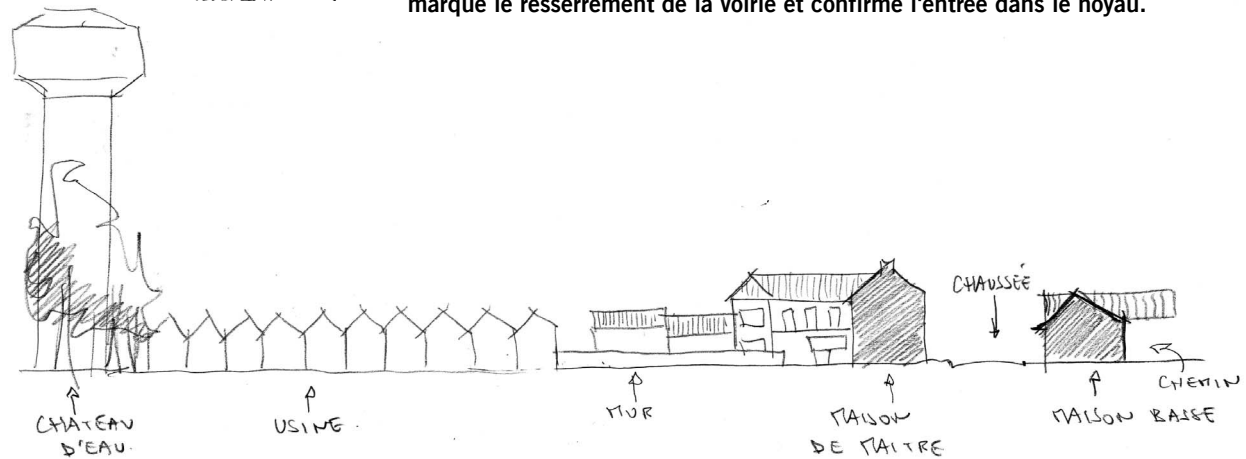 marque le resserrement de la voirie et confirme l'entrée dans le noyau.
CHAUSSÉE
CHEMIN
CHATEAU
D'EAU.
USINE.
MUR
MAISON
DE MAITRE
MAISON BASSE